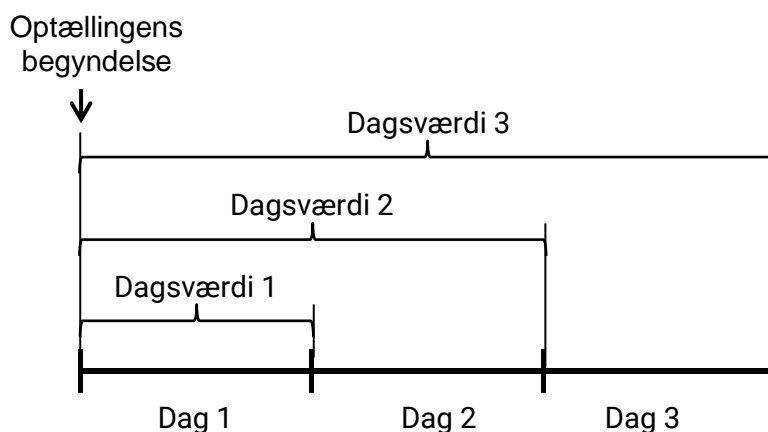 Optællingens
begyndelse
Dagsværdi 3
Dagsværdi 2
Dagsværdi 1
Dag 1
Dag 2
Dag 3